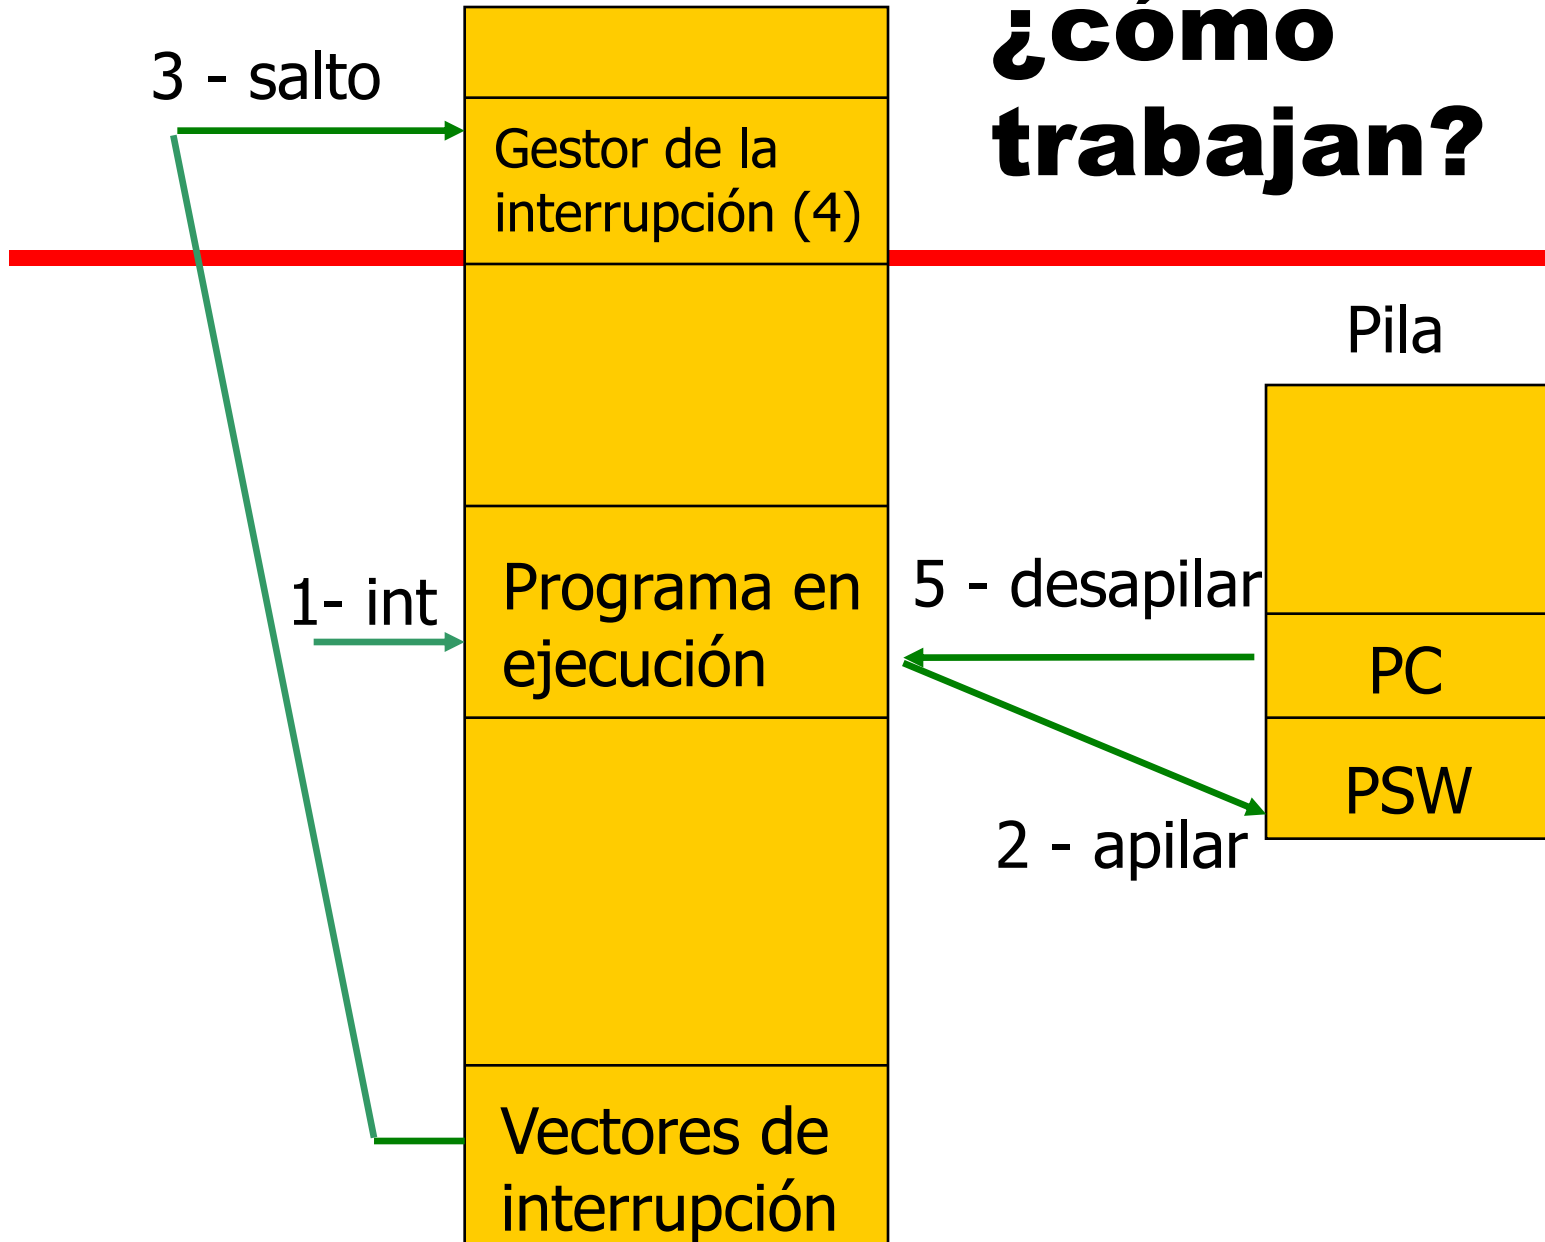 ¿cómo
trabajan?
3 - salto
Gestor de la
interrupción (4)
Pila
1- int
Programa en
ejecución
5 - desapilar
PC
PSW
2 - apilar
Vectores de
interrupción